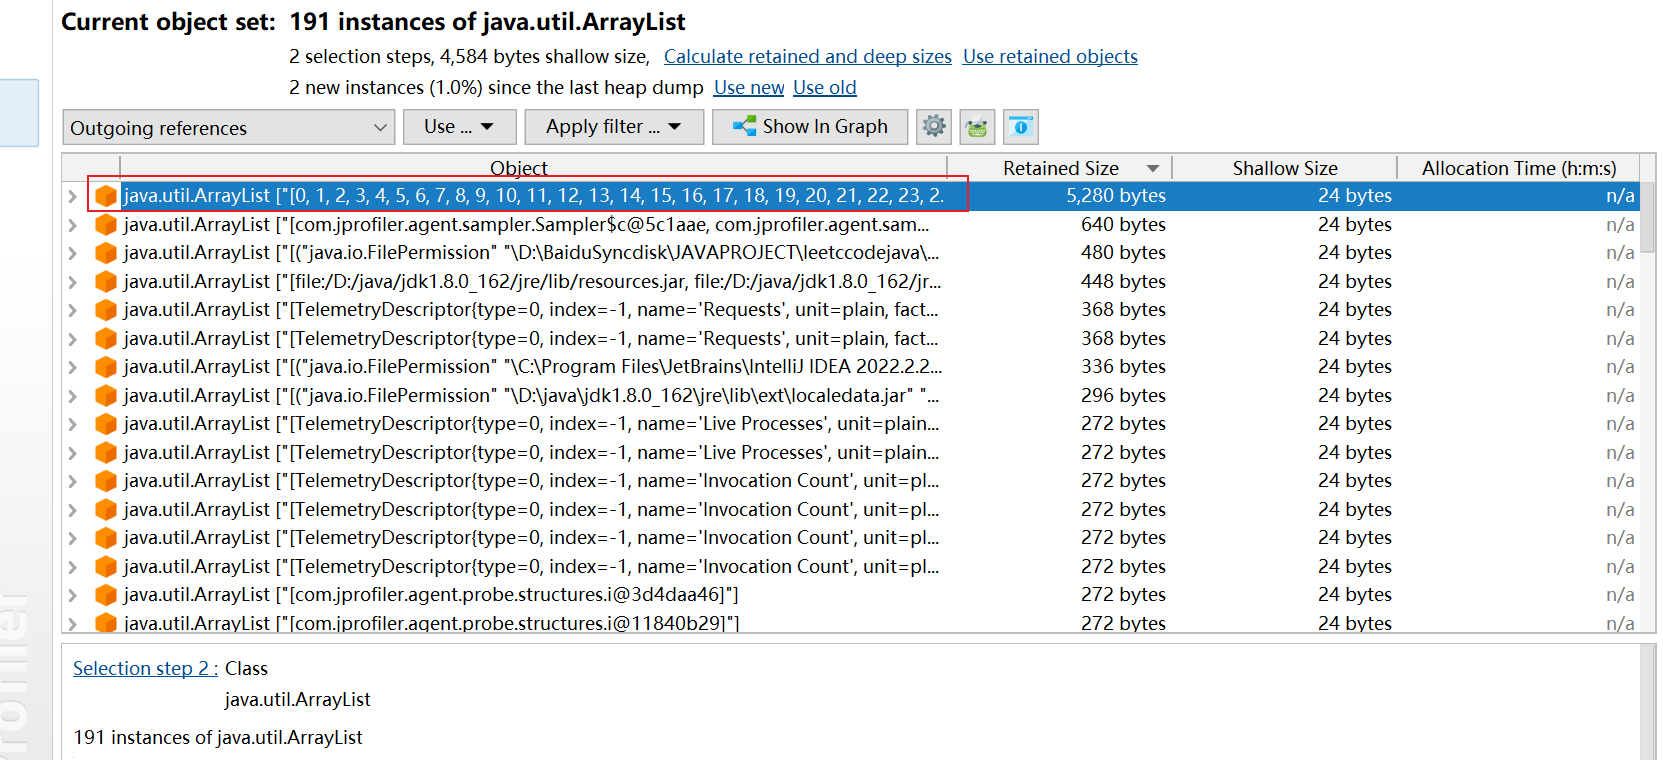 Current object set: 191 instances of java.util.ArrayList
2 selection steps, 4,584 bytes shallow size, Calculate retained and deep sizes Use retained objects
2 new instances (1.0%) since the last heap dump Use new Use old
Outgoing references Use ... Apply filter ... Show In Graph
Object Retained Size Shallow Size Allocation Time (h:m:s)
java.util.ArrayList ["[0, 1, 2, 3, 4, 5, 6, 7, 8, 9, 10, 11, 12, 13, 14, 15, 16, 17, 18, 19, 20, 21, 22, 23, 2. 5,280 bytes 24 bytes n/a
java.util.ArrayList ["[com.jprofiler.agent.sampler.Sampler$c@5c1aae, com.jprofiler.agent.sam... 640 bytes 24 bytes n/a
java.util.ArrayList ["[("java.io.FilePermission" "\D:\BaiduSyncdisk\JAVAPROJECT\leetccodejava\... 480 bytes 24 bytes n/a
java.util.ArrayList ["[file:/D:/java/jdk1.8.0_162/jre/lib/resources.jar, file:/D:/java/jdk1.8.0_162/jr... 448 bytes 24 bytes n/a
java.util.ArrayList ["[TelemetryDescriptor{type=0, index=-1, name='Requests', unit=plain, fact... 368 bytes 24 bytes n/a
java.util.ArrayList ["[TelemetryDescriptor{type=0, index=-1, name='Requests', unit=plain, fact... 368 bytes 24 bytes n/a
java.util.ArrayList ["[("java.io.FilePermission" "\C:\Program Files\JetBrains\IntelliJ IDEA 2022.2.2... 336 bytes 24 bytes n/a
java.util.ArrayList ["[("java.io.FilePermission" "\D:\java\jdk1.8.0_162\jre\lib\ext\localedata.jar" "... 296 bytes 24 bytes n/a
java.util.ArrayList ["[TelemetryDescriptor{type=0, index=-1, name='Live Processes', unit=plain... 272 bytes 24 bytes n/a
java.util.ArrayList ["[TelemetryDescriptor{type=0, index=-1, name='Live Processes', unit=plain... 272 bytes 24 bytes n/a
java.util.ArrayList ["[TelemetryDescriptor{type=0, index=-1, name='Invocation Count', unit=pl... 272 bytes 24 bytes n/a
java.util.ArrayList ["[TelemetryDescriptor{type=0, index=-1, name='Invocation Count', unit=pl... 272 bytes 24 bytes n/a
java.util.ArrayList ["[TelemetryDescriptor{type=0, index=-1, name='Invocation Count', unit=pl... 272 bytes 24 bytes n/a
java.util.ArrayList ["[TelemetryDescriptor{type=0, index=-1, name='Invocation Count', unit=pl... 272 bytes 24 bytes n/a
java.util.ArrayList ["[com.jprofiler.agent.probe.structures.i@3d4daa46]"] 272 bytes 24 bytes n/a
java.util.ArrayList ["[com.jprofiler.agent.probe.structures.i@11840b29]"] 272 bytes 24 bytes n/a
Selection step 2 : Class
java.util.ArrayList
191 instances of java.util.ArrayList